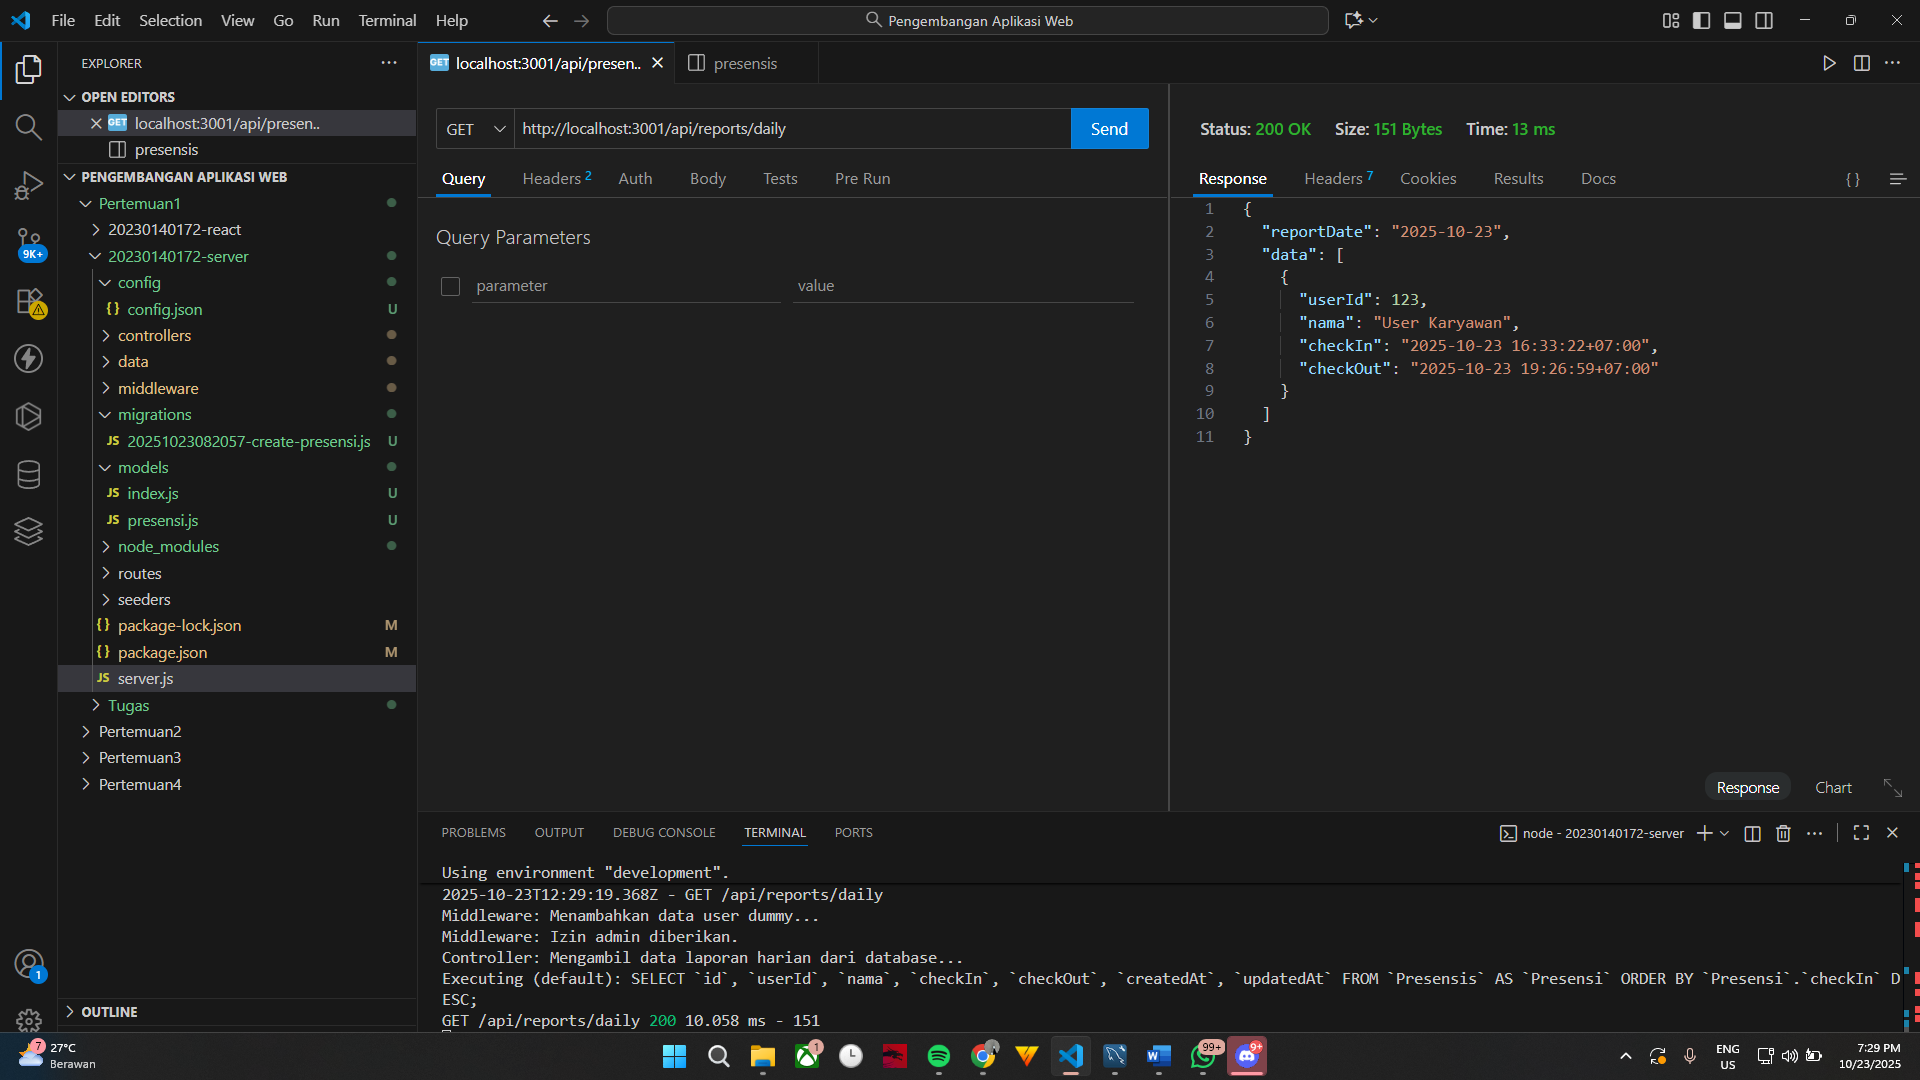 File Edit Selection View Go Run Terminal Help
Pengembangan Aplikasi Web
EXPLORER
OPEN EDITORS
GET localhost:3001/api/presen..
presensis
PENGEMBANGAN APLIKASI WEB
Pertemuan1
20230140172-react
20230140172-server
config
{} config.json U
controllers
data
middleware
migrations
JS 20251023082057-create-presensi.js U
models
JS index.js U
JS presensi.js U
node_modules
routes
seeders
{} package-lock.json M
{} package.json M
JS server.js
Tugas
Pertemuan2
Pertemuan3
Pertemuan4
OUTLINE
9K+
1
GET localhost:3001/api/presen..
presensis
GET http://localhost:3001/api/reports/daily Send
Query Headers 2 Auth Body Tests Pre Run
Query Parameters
parameter value
Status: 200 OK Size: 151 Bytes Time: 13 ms
Response Headers 7 Cookies Results Docs {}
1 {
2 "reportDate": "2025-10-23",
3 "data": [
4 {
5 "userId": 123,
6 "nama": "User Karyawan",
7 "checkIn": "2025-10-23 16:33:22+07:00",
8 "checkOut": "2025-10-23 19:26:59+07:00"
9 }
10 ]
11 }
Response Chart
PROBLEMS OUTPUT DEBUG CONSOLE TERMINAL PORTS
node - 20230140172-server
Using environment "development".
2025-10-23T12:29:19.368Z - GET /api/reports/daily
Middleware: Menambahkan data user dummy...
Middleware: Izin admin diberikan.
Controller: Mengambil data laporan harian dari database...
Executing (default): SELECT `id`, `userId`, `nama`, `checkIn`, `checkOut`, `createdAt`, `updatedAt` FROM `Presensis` AS `Presensi` ORDER BY `Presensi`.`checkIn` D
ESC;
GET /api/reports/daily 200 10.058 ms - 151
7
27°C
Berawan
1
99+
9+
ENG
US
7:29 PM
10/23/2025